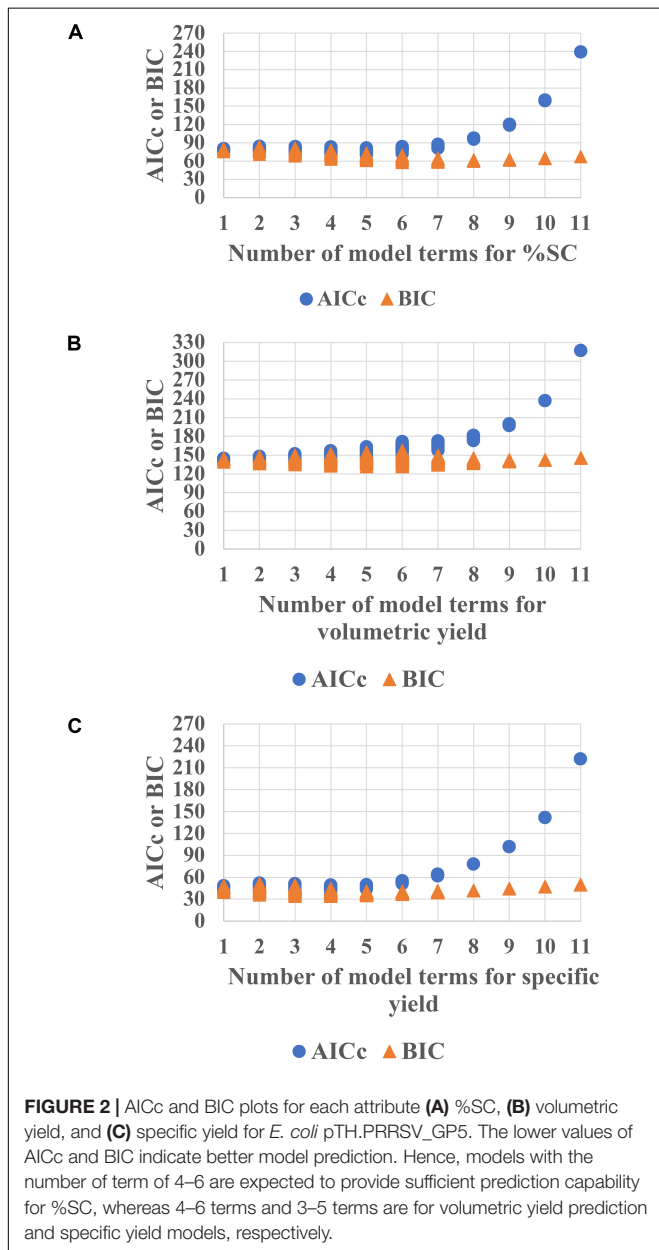 A
AICc or BIC
270
240
210
180
150
120
90
60
30
0
1 2 3 4 5 6 7 8 9 10 11
Number of model terms for %SC
AICc BIC
B
AICc or BIC
330
300
270
240
210
180
150
120
90
60
30
0
1 2 3 4 5 6 7 8 9 10 11
Number of model terms for
volumetric yield
AICc BIC
C
AICc or BIC
270
240
210
180
150
120
90
60
30
0
1 2 3 4 5 6 7 8 9 10 11
Number of model terms for specific
yield
AICc BIC
FIGURE 2 | AICc and BIC plots for each attribute (A) %SC, (B) volumetric
yield, and (C) specific yield for E. coli pTH.PRRSV_GP5. The lower values of
AICc and BIC indicate better model prediction. Hence, models with the
number of term of 4–6 are expected to provide sufficient prediction capability
for %SC, whereas 4–6 terms and 3–5 terms are for volumetric yield prediction
and specific yield models, respectively.